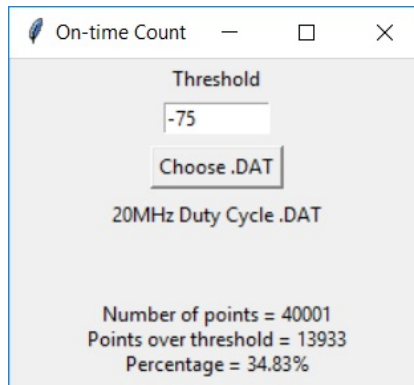 On-time Count
Threshold
-75
Choose .DAT
20MHz Duty Cycle .DAT
Number of points = 40001
Points over threshold = 13933
Percentage = 34.83%